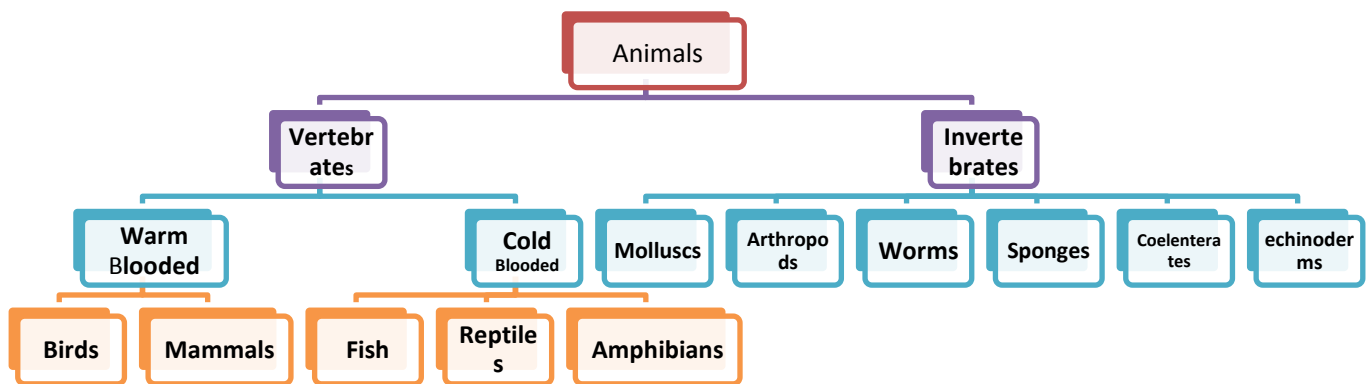 Animals
Vertebr
ates
Inverte
brates
Warm
Blooded
Cold
Blooded
Molluscs
Arthropo
ds
Worms
Sponges
Coelentera
tes
echinoder
ms
Birds
Mammals
Fish
Reptile
s
Amphibians